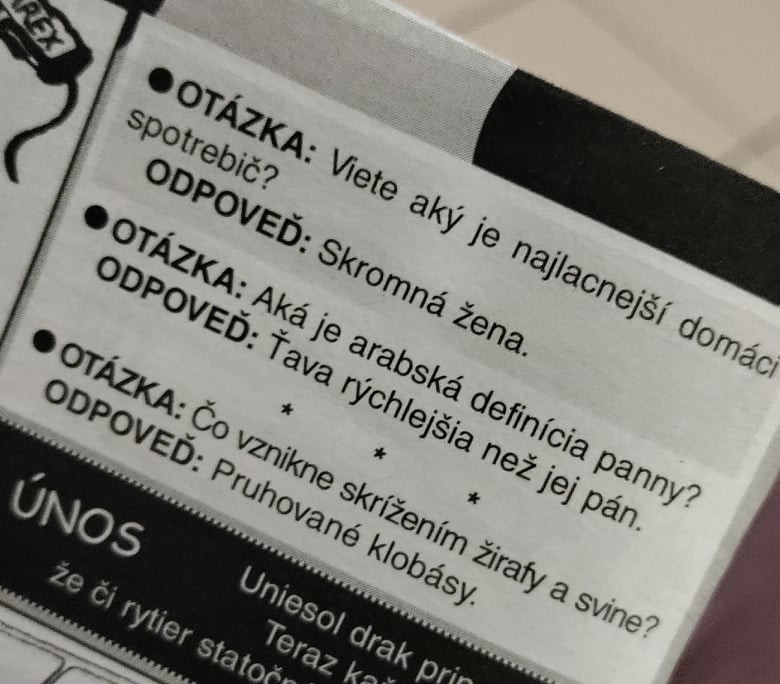 REX
● OTÁZKA: Viete aký je najlacnejší domáci
spotrebič?
ODPOVEĎ: Skromná žena.
● OTÁZKA: Aká je arabská definícia panny?
ODPOVEĎ: Ťava rýchlejšia než jej pán.
* * *
● OTÁZKA: Čo vznikne skrížením žirafy a svine?
ODPOVEĎ: Pruhované klobásy.
ÚNOS
Uniesol drak
Teraz
že či rytier